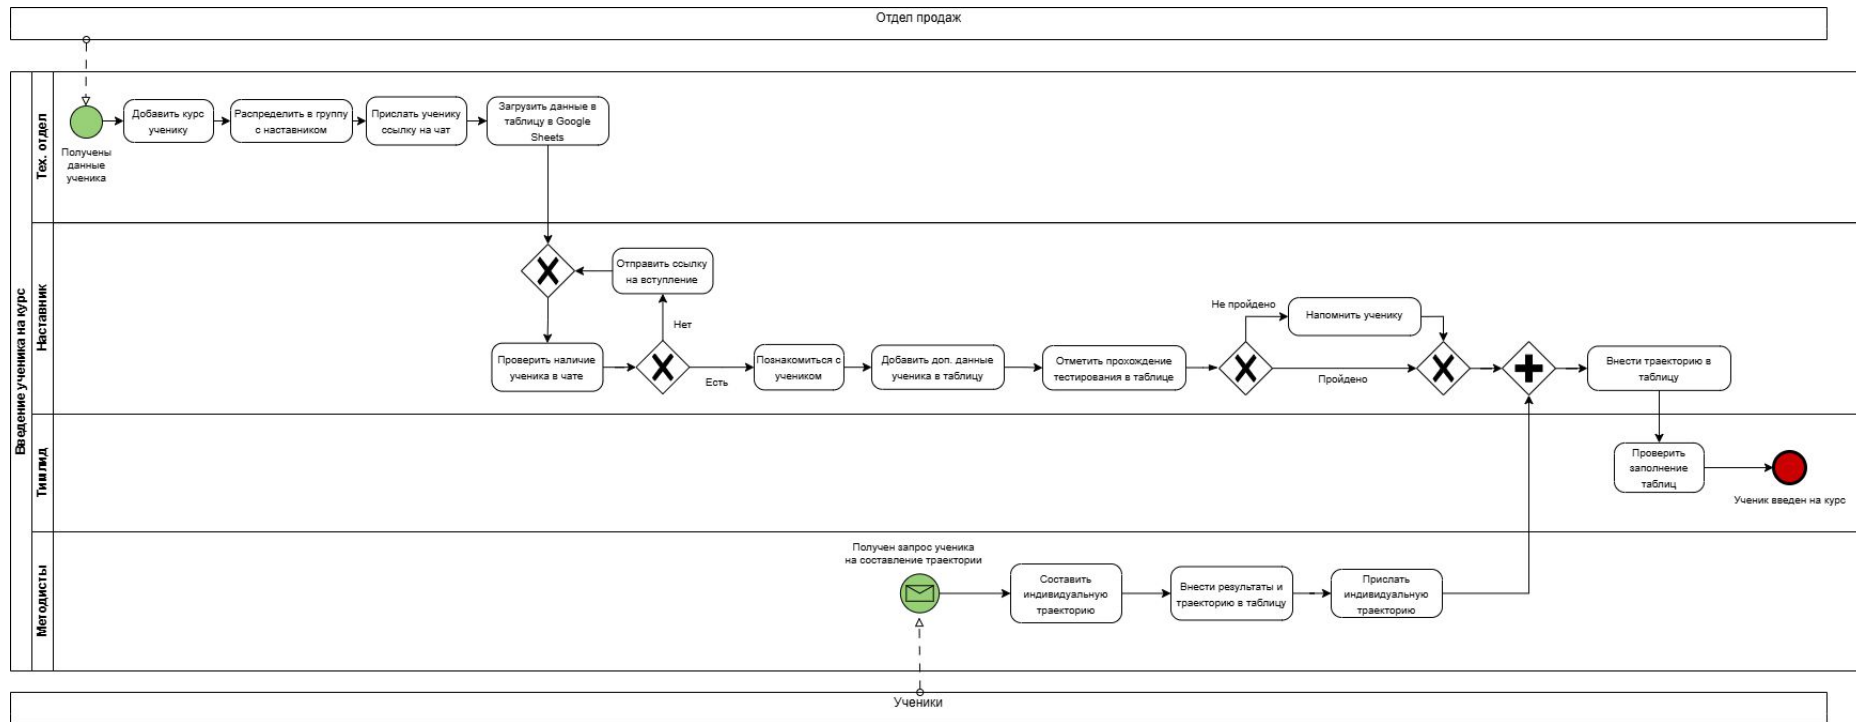 Отдел продаж
Введение ученика на курс
Тех. отдел
Получены
данные
ученика
Добавить курс
ученику
Распределить в группу
с наставником
Прислать ученику
ссылку на чат
Загрузить данные в
таблицу в Google
Sheets
Наставник
Отправить ссылку
на вступление
Нет
Проверить наличие
ученика в чате
Есть
Познакомиться с
учеником
Добавить доп. данные
ученика в таблицу
Отметить прохождение
тестирования в таблице
Не пройдено
Напомнить ученику
Пройдено
Внести траекторию в
таблицу
Тимлид
Проверить
заполнение
таблиц
Ученик введен на курс
Методисты
Получен запрос ученика
на составление траектории
Составить
индивидуальную
траекторию
Внести результаты и
траекторию в таблицу
Прислать
индивидуальную
траекторию
Ученики